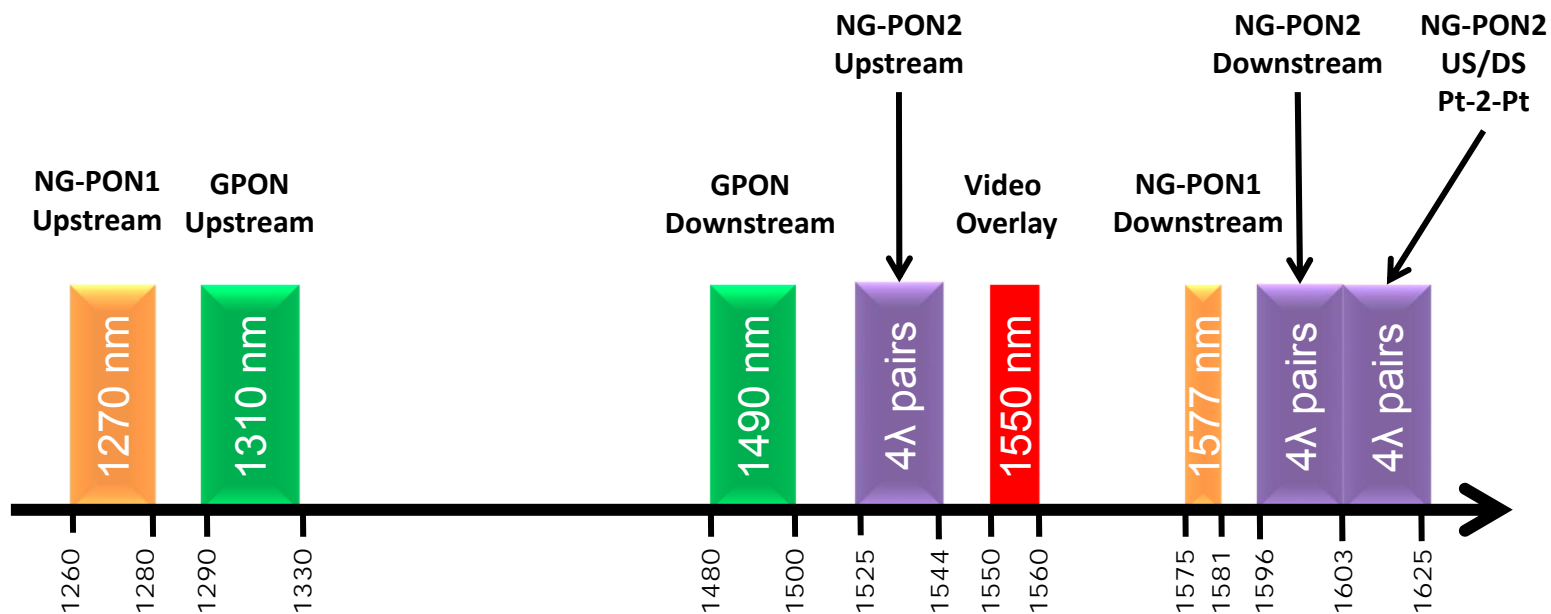 NG-PON2
Upstream
NG-PON2
Downstream
NG-PON2
US/DS
Pt-2-Pt
NG-PON1
Upstream
GPON
Upstream
GPON
Downstream
Video
Overlay
NG-PON1
Downstream
1270 nm
1310 nm
1490 nm
4λ pairs
1550 nm
1577 nm
4λ pairs
4λ pairs
1260
1280
1290
1330
1480
1500
1525
1544
1550
1560
1575
1581
1596
1603
1625